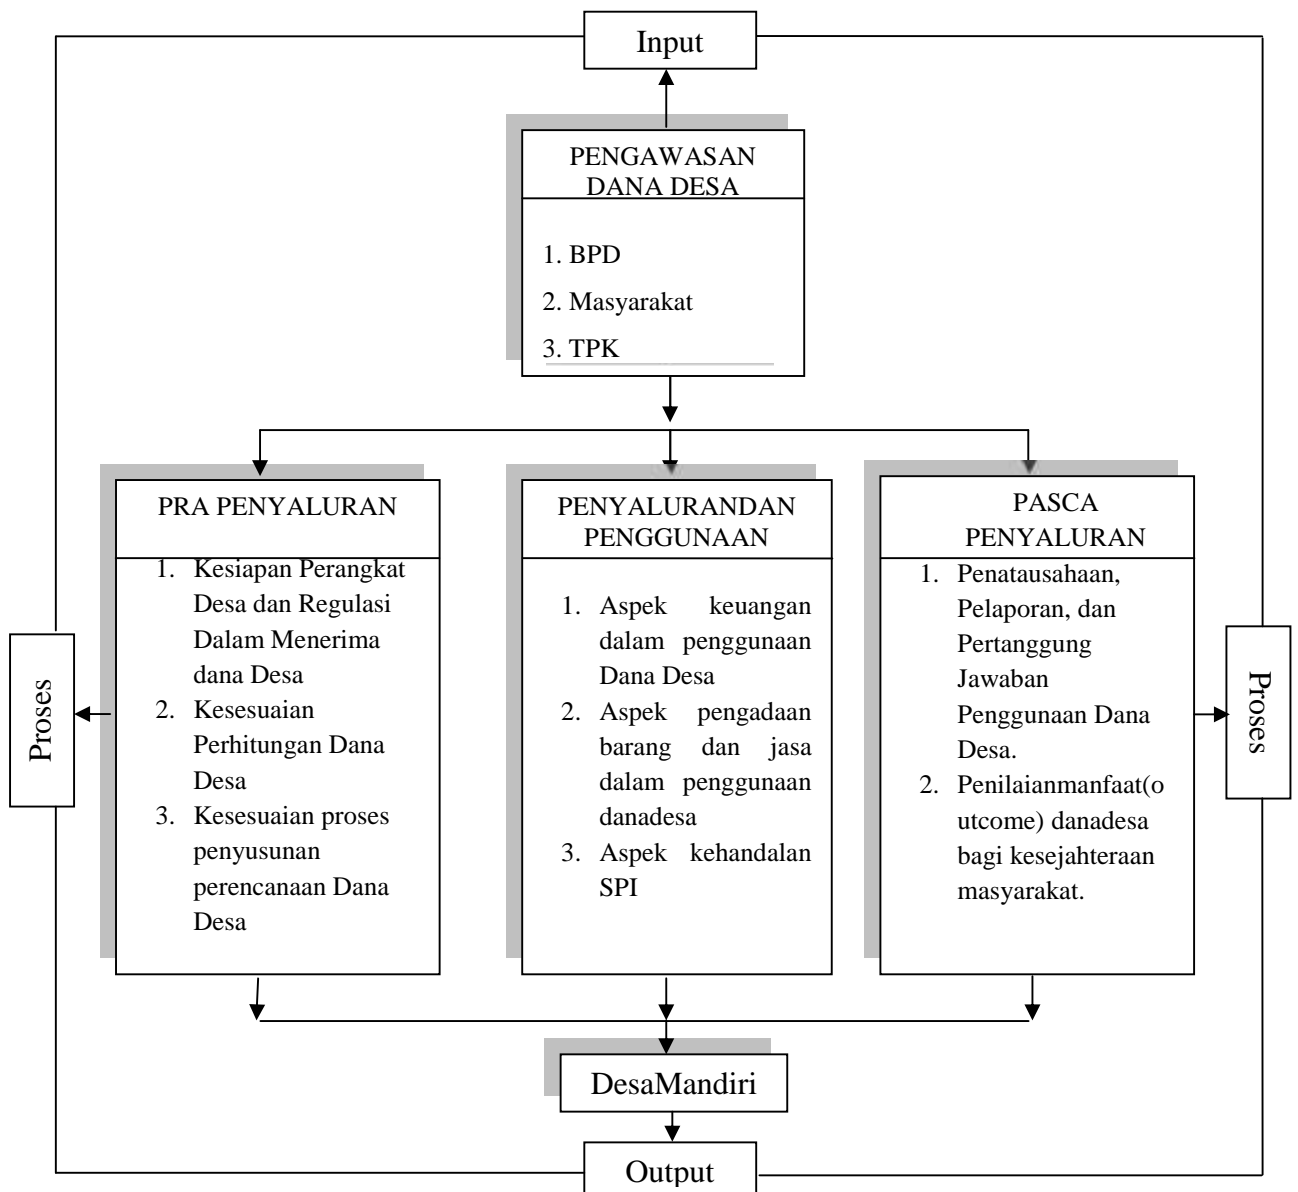 Input
PENGAWASAN
DANA DESA
1. BPD
2. Masyarakat
3. TPK
PRA PENYALURAN
1. Kesiapan Perangkat
Desa dan Regulasi
Dalam Menerima
dana Desa
2. Kesesuaian
Perhitungan Dana
Desa
3. Kesesuaian proses
penyusunan
perencanaan Dana
Desa
PENYALURANDAN
PENGGUNAAN
1. Aspek keuangan
dalam penggunaan
Dana Desa
2. Aspek pengadaan
barang dan jasa
dalam penggunaan
danadesa
3. Aspek kehandalan
SPI
PASCA
PENYALURAN
1. Penatausahaan,
Pelaporan, dan
Pertanggung
Jawaban
Penggunaan Dana
Desa.
2. Penilaianmanfaat(o
utcome) danadesa
bagi kesejahteraan
masyarakat.
Proses
Proses
DesaMandiri
Output